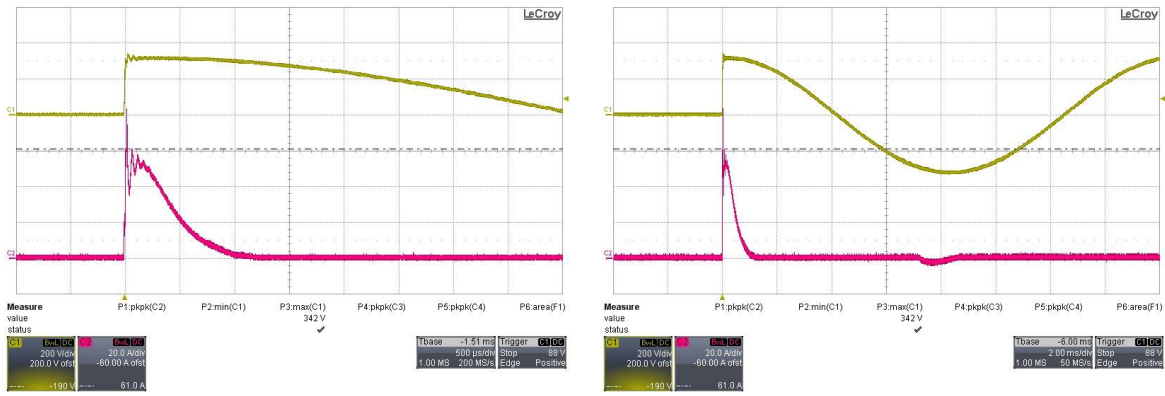 LeCroy
C1
C2
Measure P1:pkpk(C2) P2:min(C1) P3:max(C1) P4:pkpk(C3) P5:pkpk(C4) P6:area(F1)
value 342 V
status ✔
C1 BwL DC
200 V/div
200.0 V ofst
-190 V
C2 BwL DC
20.0 A/div
-60.00 A ofst
61.0 A
Tbase -1.51 ms
500 µs/div
1.00 MS 200 MS/s
Trigger C1 DC
Stop 88 V
Edge Positive
LeCroy
C1
C2
Measure P1:pkpk(C2) P2:min(C1) P3:max(C1) P4:pkpk(C3) P5:pkpk(C4) P6:area(F1)
value 342 V
status ✔
C1 BwL DC
200 V/div
200.0 V ofst
-190 V
C2 BwL DC
20.0 A/div
-60.00 A ofst
61.0 A
Tbase -6.00 ms
2.00 ms/div
1.00 MS 50 MS/s
Trigger C1 DC
Stop 88 V
Edge Positive